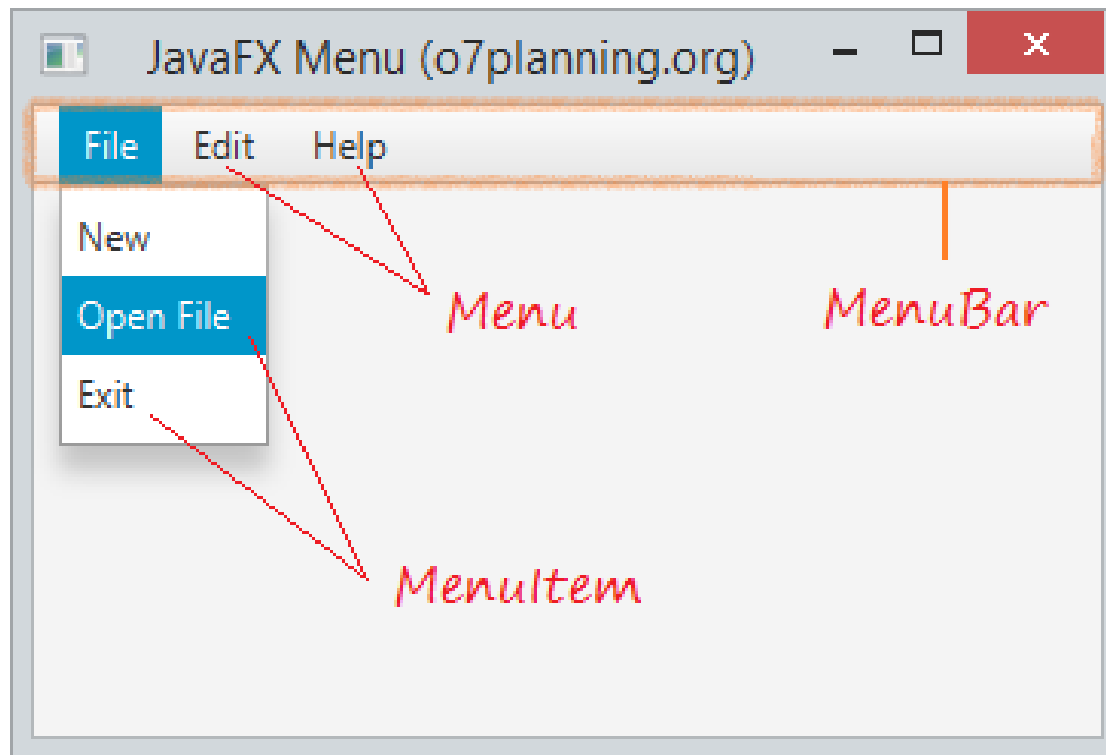 JavaFX Menu (o7planning.org)
File Edit Help
New
Open File
Exit
Menu
MenuBar
MenuItem